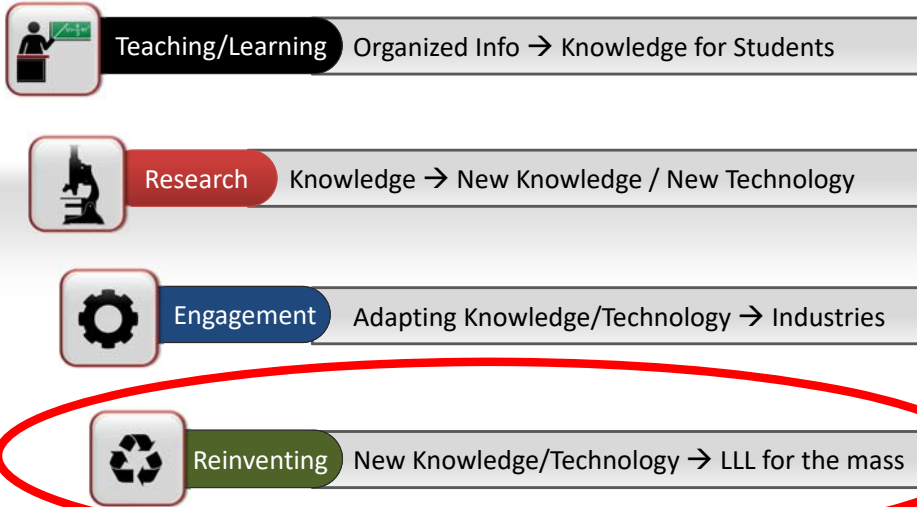 Teaching/Learning Organized Info → Knowledge for Students
Research Knowledge → New Knowledge / New Technology
Engagement Adapting Knowledge/Technology → Industries
Reinventing New Knowledge/Technology → LLL for the mass